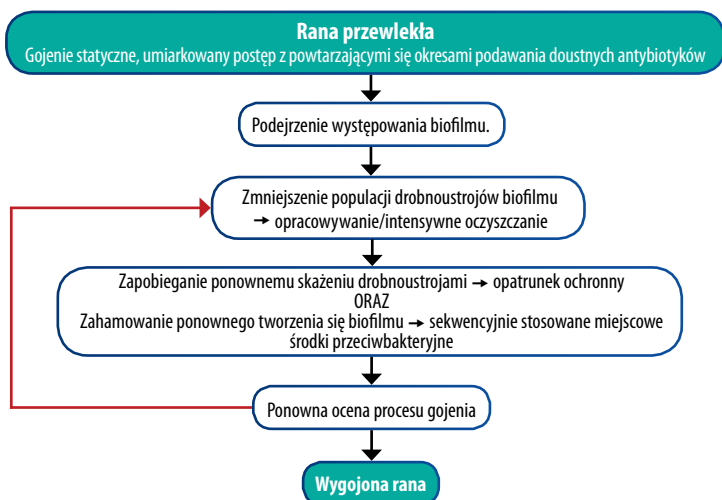 Rana przewlekła
Gojenie statyczne, umiarkowany postęp z powtarzającymi się okresami podawania doustnych antybiotyków
Podejrzenie występowania biofilmu.
Zmniejszenie populacji drobnoustrojów biofilmu
→ opracowywanie/intensywne oczyszczanie
Zapobieganie ponownemu skażeniu drobnoustrojami → opatrunek ochronny
ORAZ
Zahamowanie ponownego tworzenia się biofilmu → sekwencyjnie stosowane miejscowe
środki przeciwbakteryjne
Ponowna ocena procesu gojenia
Wygojona rana